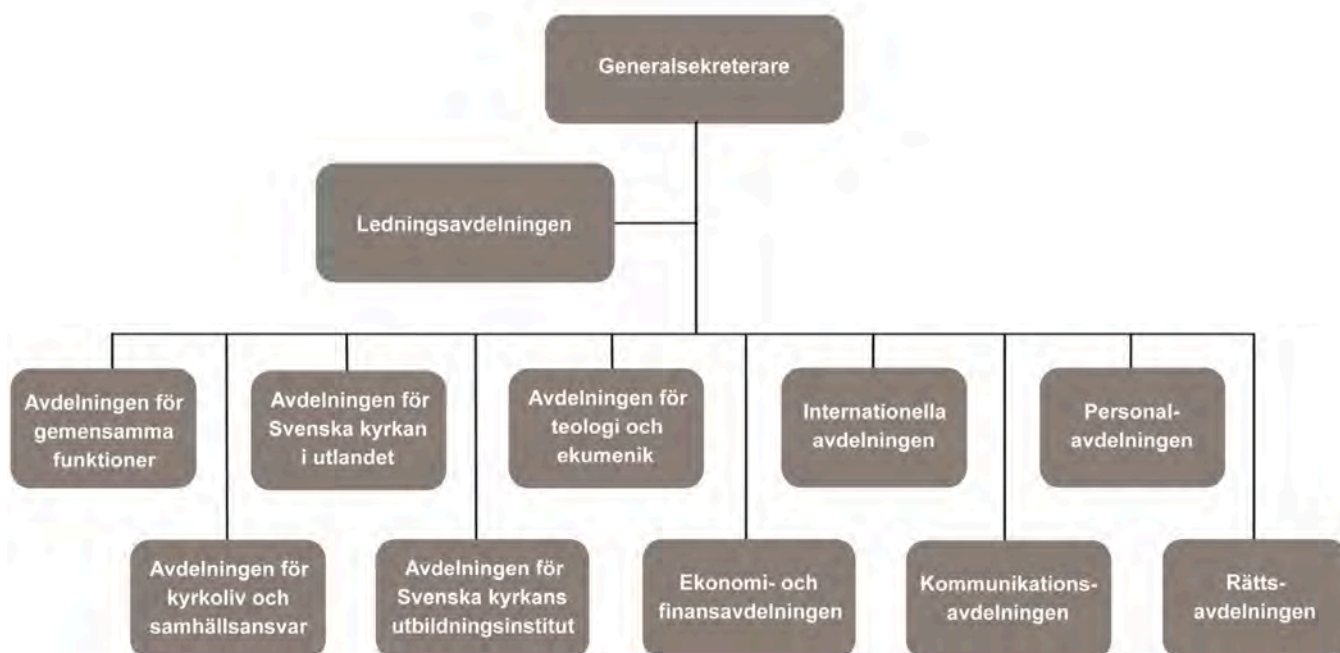 Generalsekreterare
Ledningsavdelningen
Avdelningen för
gemensamma
funktioner
Avdelningen för
Svenska kyrkan
i utlandet
Avdelningen för
teologi och
ekumenik
Internationella
avdelningen
Personal-
avdelningen
Avdelningen för
kyrkoliv och
samhällsansvar
Avdelningen för
Svenska kyrkans
utbildningsinstitut
Ekonomi- och
finansavdelningen
Kommunikations-
avdelningen
Rätts-
avdelningen